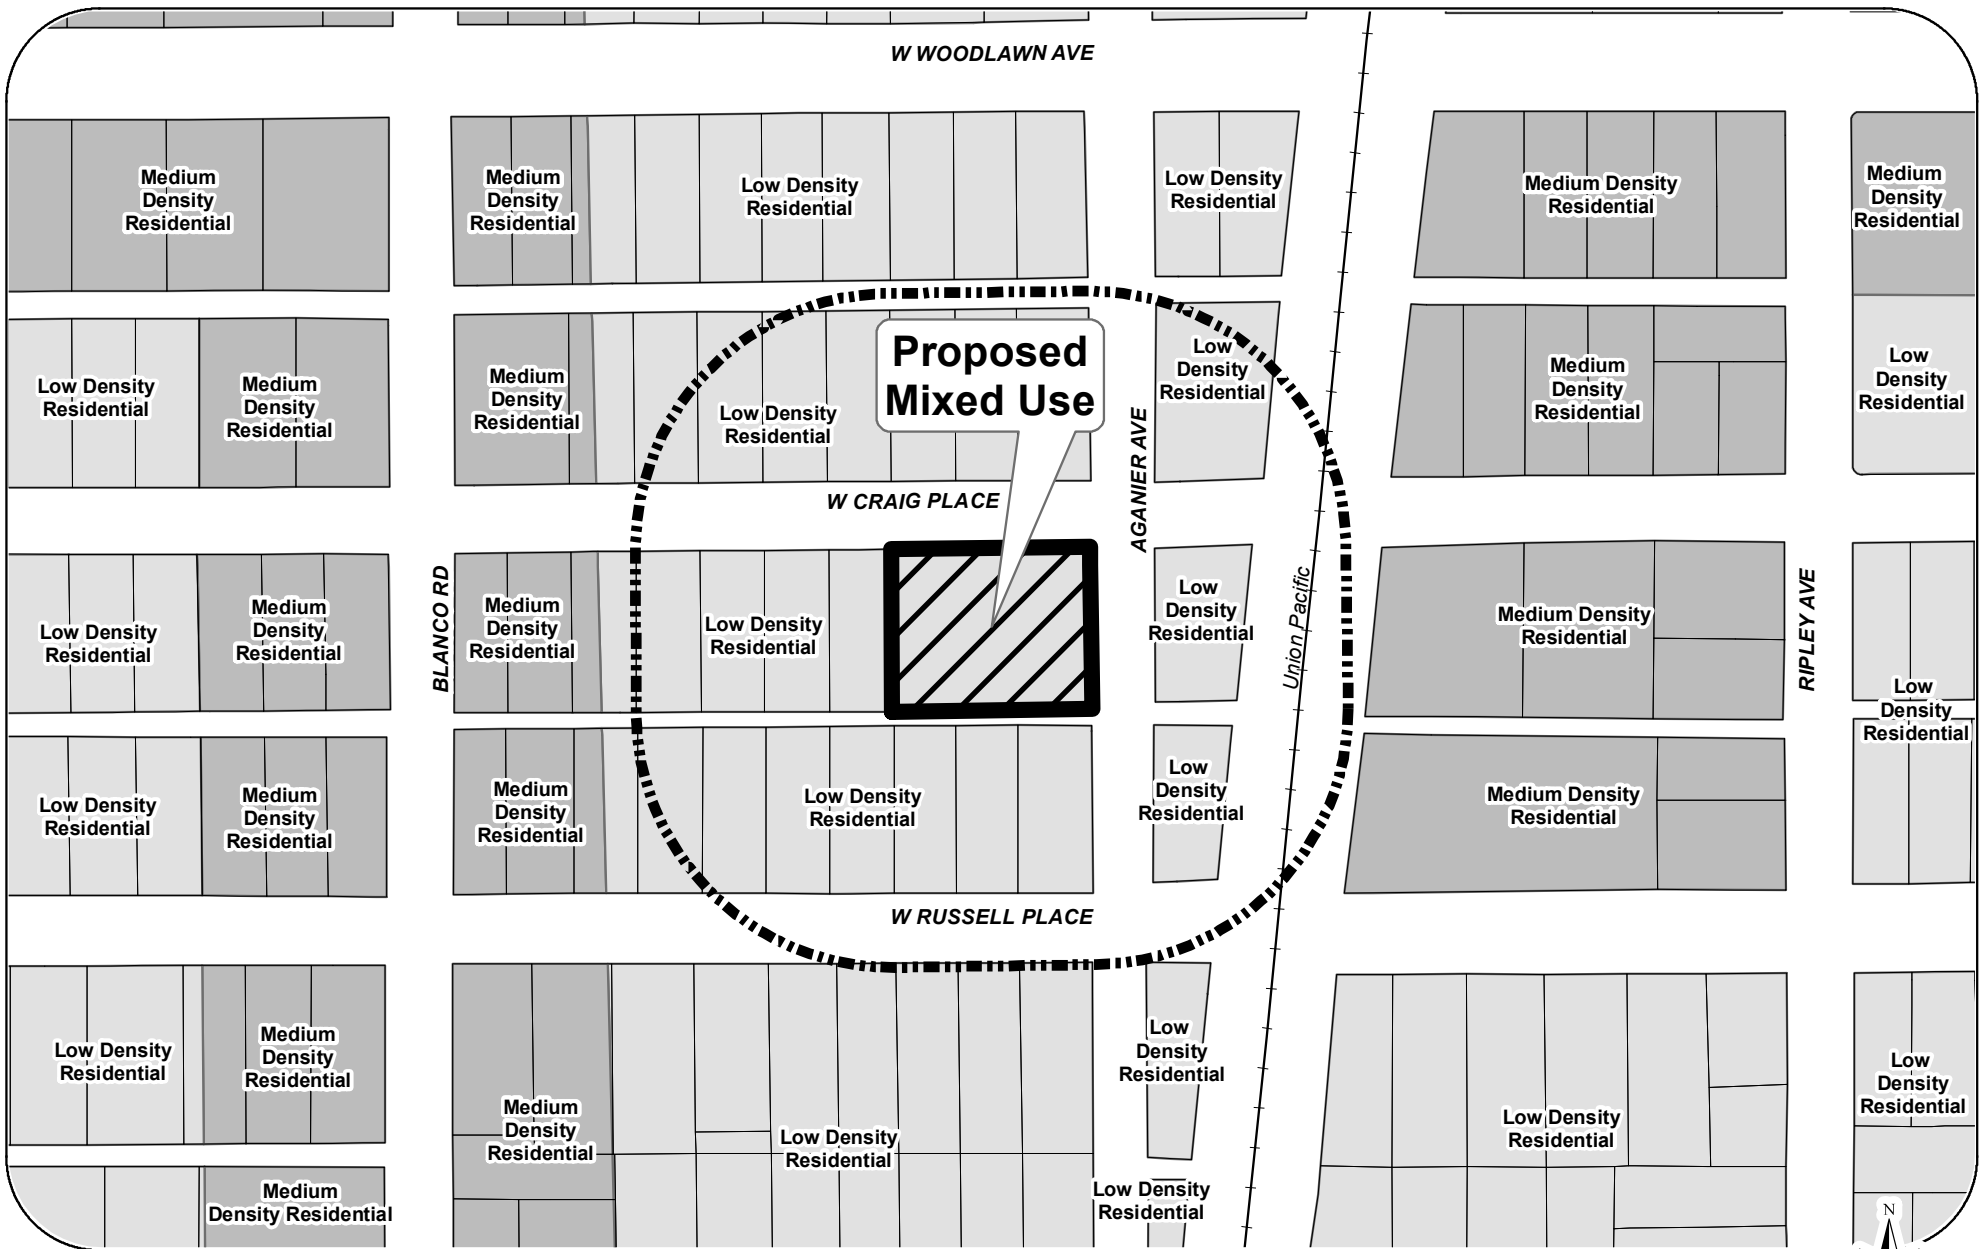 W WOODLAWN AVE
Medium
Density
Residential
Medium
Density
Residential
Low Density
Residential
Low Density
Residential
Medium Density
Residential
Medium
Density
Residential
Low Density
Residential
Medium
Density
Residential
Medium
Density
Residential
Low Density
Residential
Proposed
Mixed Use
Low
Density
Residential
Medium
Density
Residential
Low
Density
Residential
W CRAIG PLACE
AGANIER AVE
Low Density
Residential
Medium
Density
Residential
BLANCO RD
Medium
Density
Residential
Low Density
Residential
Low
Density
Residential
Union Pacific
Medium Density
Residential
RIPLEY AVE
Low
Density
Residential
Low Density
Residential
Medium
Density
Residential
Medium
Density
Residential
Low Density
Residential
Low
Density
Residential
Medium Density
Residential
W RUSSELL PLACE
Low Density
Residential
Medium
Density
Residential
Medium
Density
Residential
Low Density
Residential
Low
Density
Residential
Low Density
Residential
Low
Density
Residential
Medium
Density Residential
Low Density
Residential
N